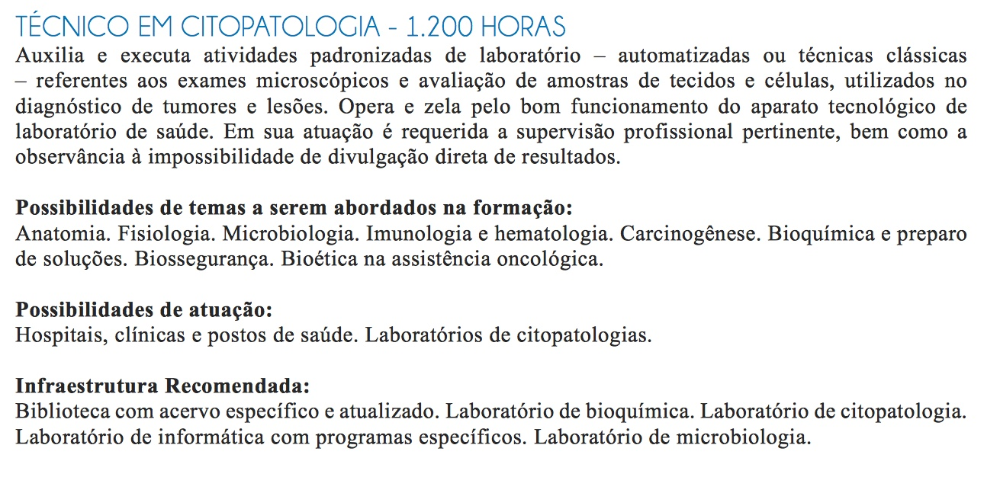 TÉCNICO EM CITOPATOLOGIA - 1.200 HORAS
Auxilia e executa atividades padronizadas de laboratório – automatizadas ou técnicas clássicas
– referentes aos exames microscópicos e avaliação de amostras de tecidos e células, utilizados no
diagnóstico de tumores e lesões. Opera e zela pelo bom funcionamento do aparato tecnológico de
laboratório de saúde. Em sua atuação é requerida a supervisão profissional pertinente, bem como a
observância à impossibilidade de divulgação direta de resultados.
Possibilidades de temas a serem abordados na formação:
Anatomia. Fisiologia. Microbiologia. Imunologia e hematologia. Carcinogênese. Bioquímica e preparo
de soluções. Biossegurança. Bioética na assistência oncológica.
Possibilidades de atuação:
Hospitais, clínicas e postos de saúde. Laboratórios de citopatologias.
Infraestrutura Recomendada:
Biblioteca com acervo específico e atualizado. Laboratório de bioquímica. Laboratório de citopatologia.
Laboratório de informática com programas específicos. Laboratório de microbiologia.